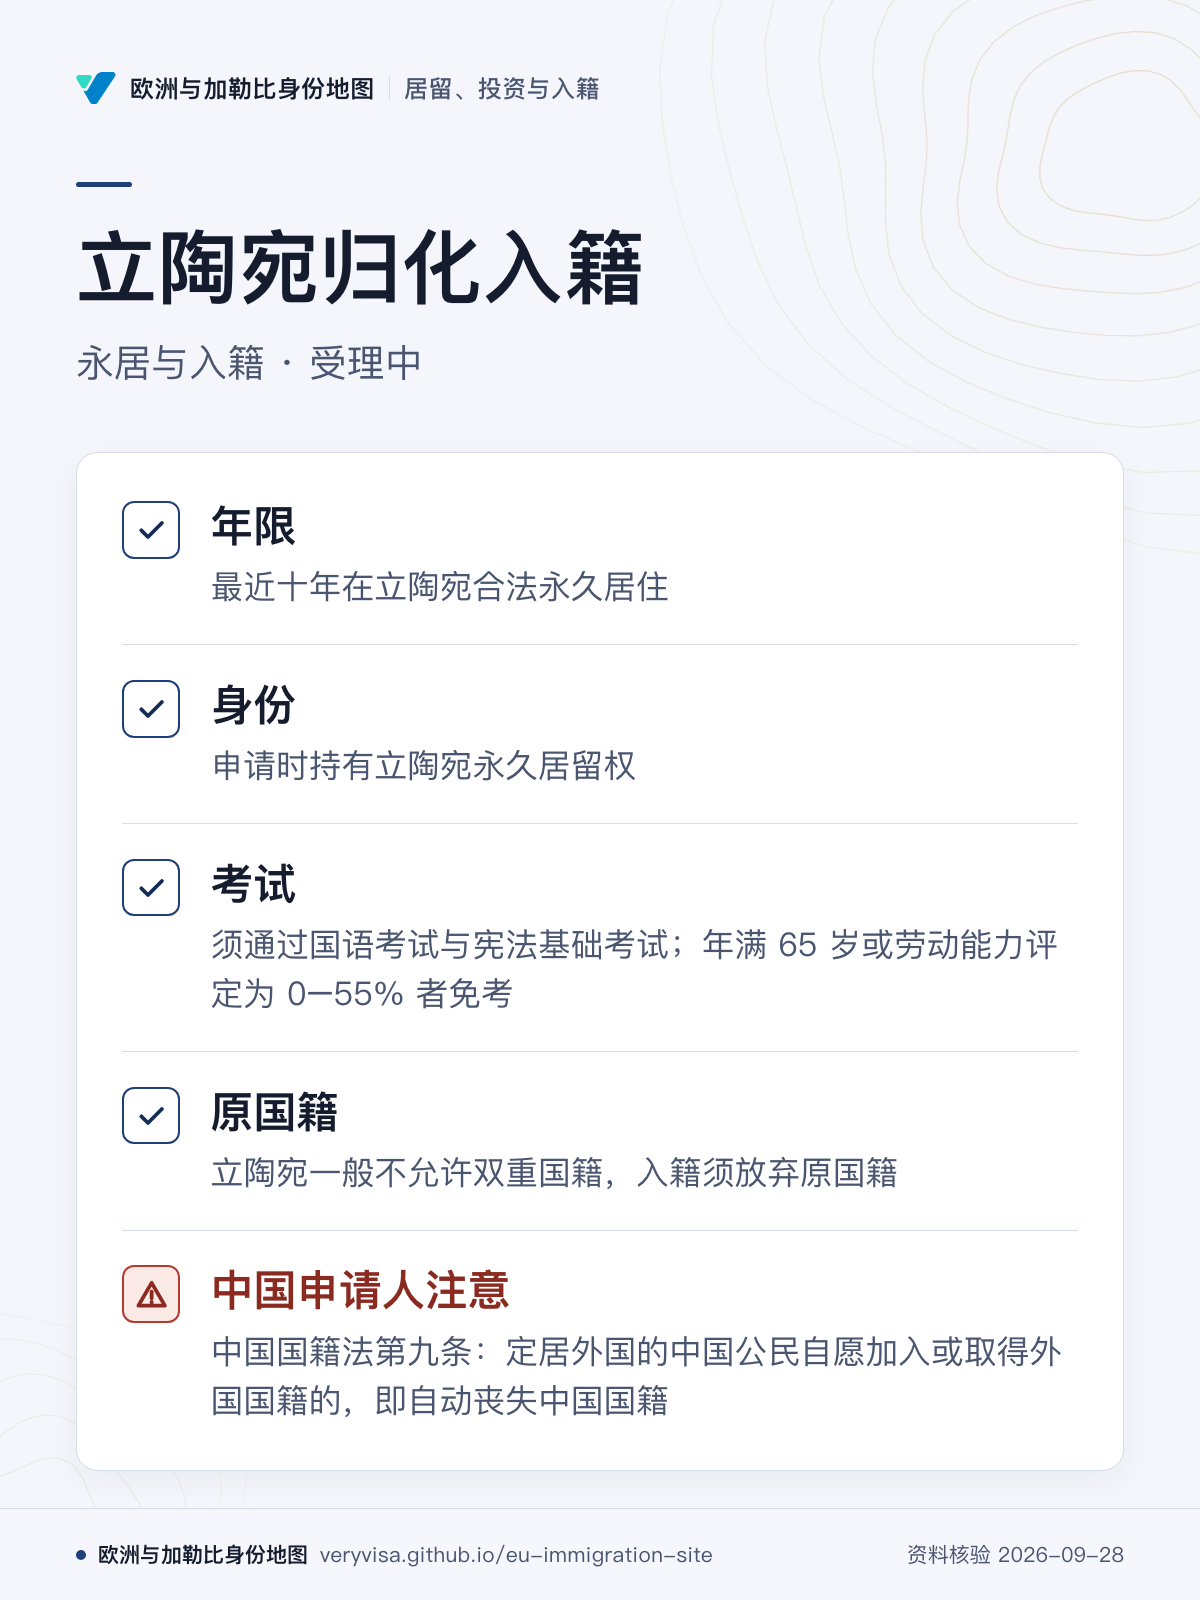 欧洲与加勒比身份地图 居留、投资与入籍
立陶宛归化入籍
永居与入籍 · 受理中
年限
最近十年在立陶宛合法永久居住
身份
申请时持有立陶宛永久居留权
考试
须通过国语考试与宪法基础考试；年满 65 岁或劳动能力评
定为 0–55% 者免考
原国籍
立陶宛一般不允许双重国籍，入籍须放弃原国籍
中国申请人注意
中国国籍法第九条：定居外国的中国公民自愿加入或取得外
国国籍的，即自动丧失中国国籍
欧洲与加勒比身份地图 veryvisa.github.io/eu-immigration-site 资料核验 2026-09-28